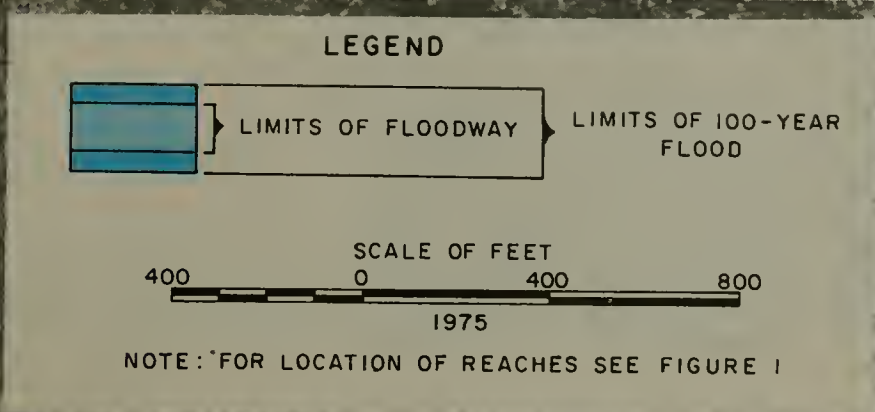 LEGEND
LIMITS OF FLOODWAY
LIMITS OF 100-YEAR
FLOOD
SCALE OF FEET
400 0 400 800
1975
NOTE: FOR LOCATION OF REACHES SEE FIGURE 1